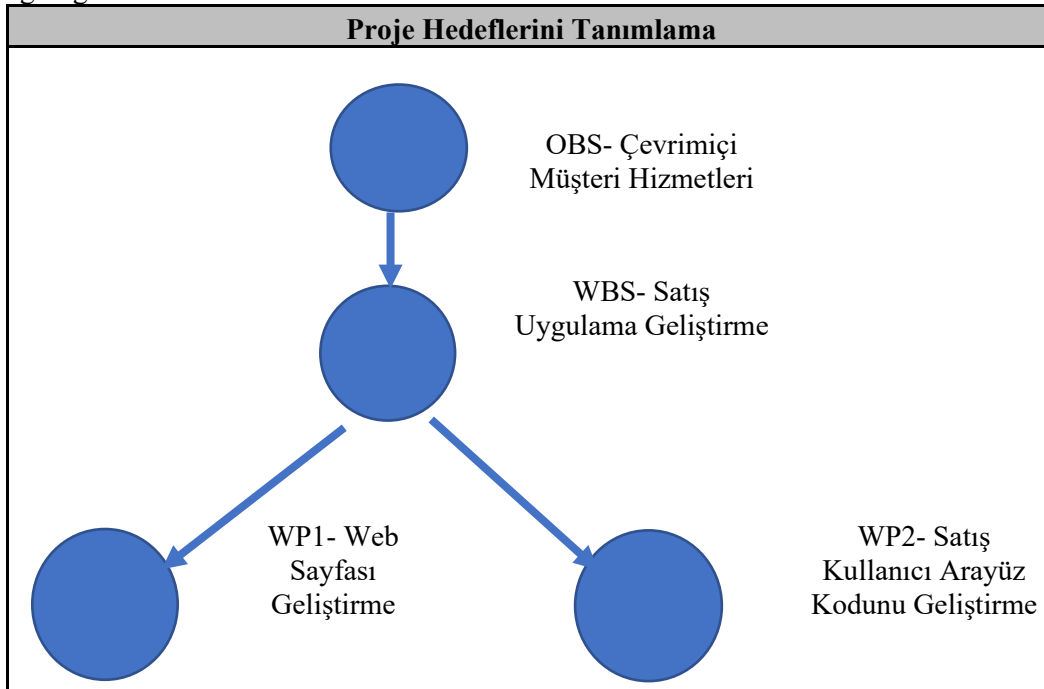 Proje Hedeflerini Tanımlama
OBS- Çevrimiçi
Müşteri Hizmetleri
WBS- Satış
Uygulama Geliştirme
WP1- Web
Sayfası
Geliştirme
WP2- Satış
Kullanıcı Arayüz
Kodunu Geliştirme